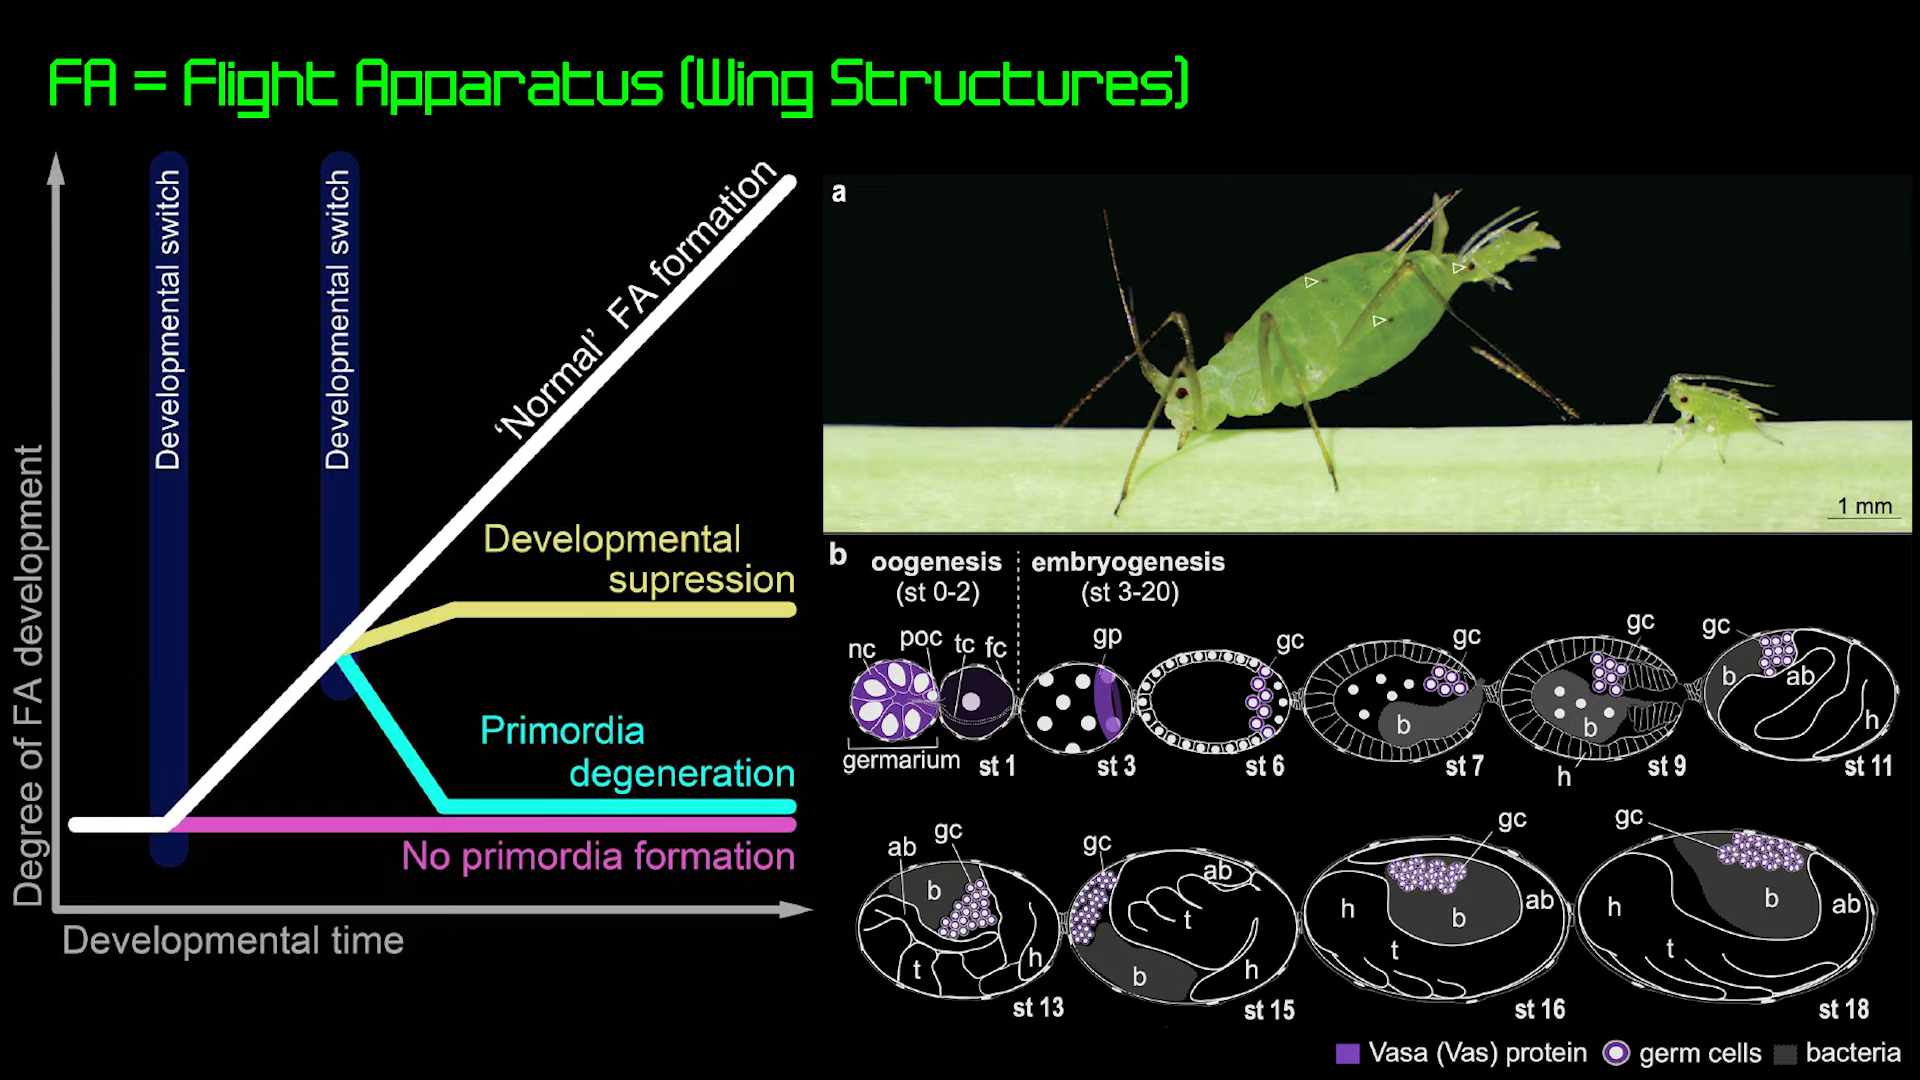 FA = Flight Apparatus (Wing Structures)
Degree of FA development
Developmental switch
Developmental switch
'Normal' FA formation
Developmental
supression
Primordia
degeneration
No primordia formation
Developmental time
a
1 mm
b
oogenesis
(st 0-2)
embryogenesis
(st 3-20)
nc
poc
tc
fc
germarium
st 1
gp
st 3
gc
st 6
gc
b
st 7
gc
b
h
st 9
gc
b
ab
h
st 11
ab
gc
b
t
h
st 13
gc
ab
t
b
h
st 15
gc
h
b
ab
t
st 16
gc
h
b
ab
t
st 18
Vasa (Vas) protein
germ cells
bacteria